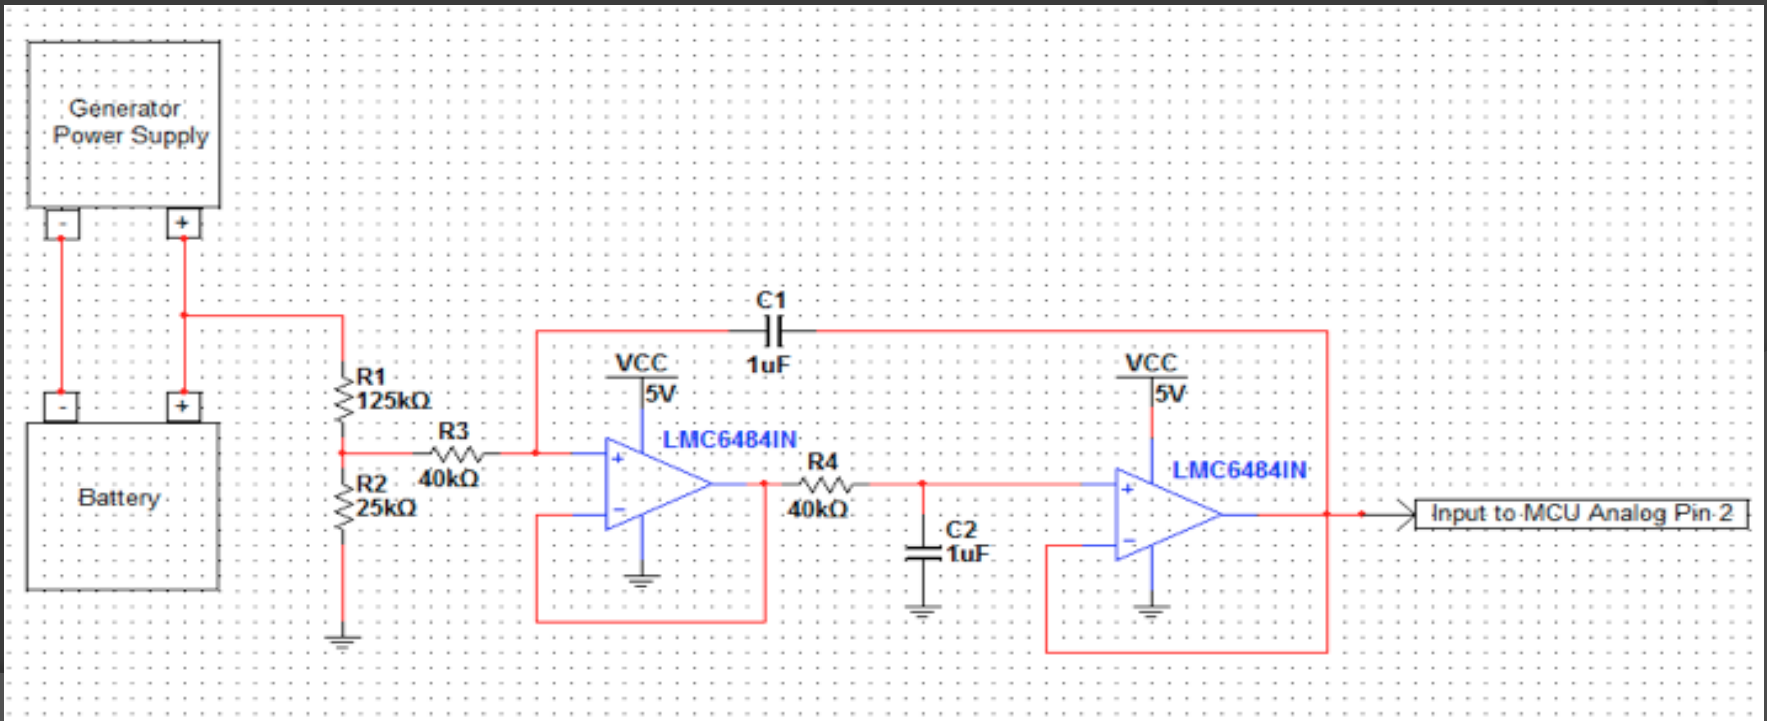 Generator
Power Supply
-
+
-
+
Battery
R1
125kΩ
R2
25kΩ
R3
40kΩ
C1
1uF
VCC
5V
LMC6484IN
+
-
R4
40kΩ
C2
1uF
VCC
5V
LMC6484IN
+
-
Input to MCU Analog Pin 2